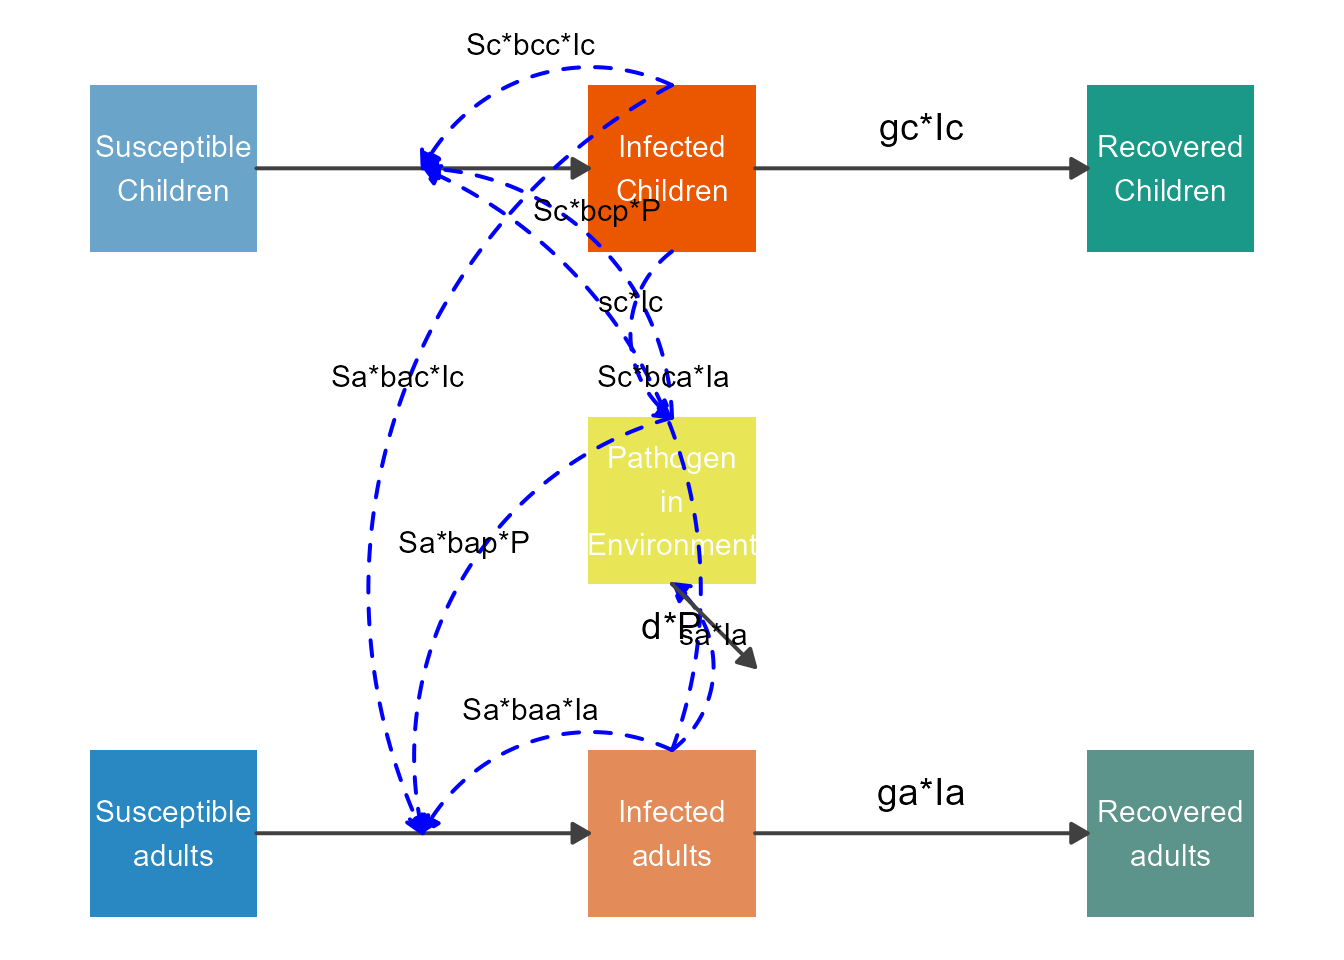 Sc*bcc*Ic
Susceptible
Children
Infected
Children
gc*Ic
Recovered
Children
Sc*bcp*P
sc*Ic
Sa*bac*Ic
Sc*bca*Ia
Pathogen
in
Environment
Sa*bap*P
d*P
sa*Ia
Sa*baa*Ia
Susceptible
adults
Infected
adults
ga*Ia
Recovered
adults